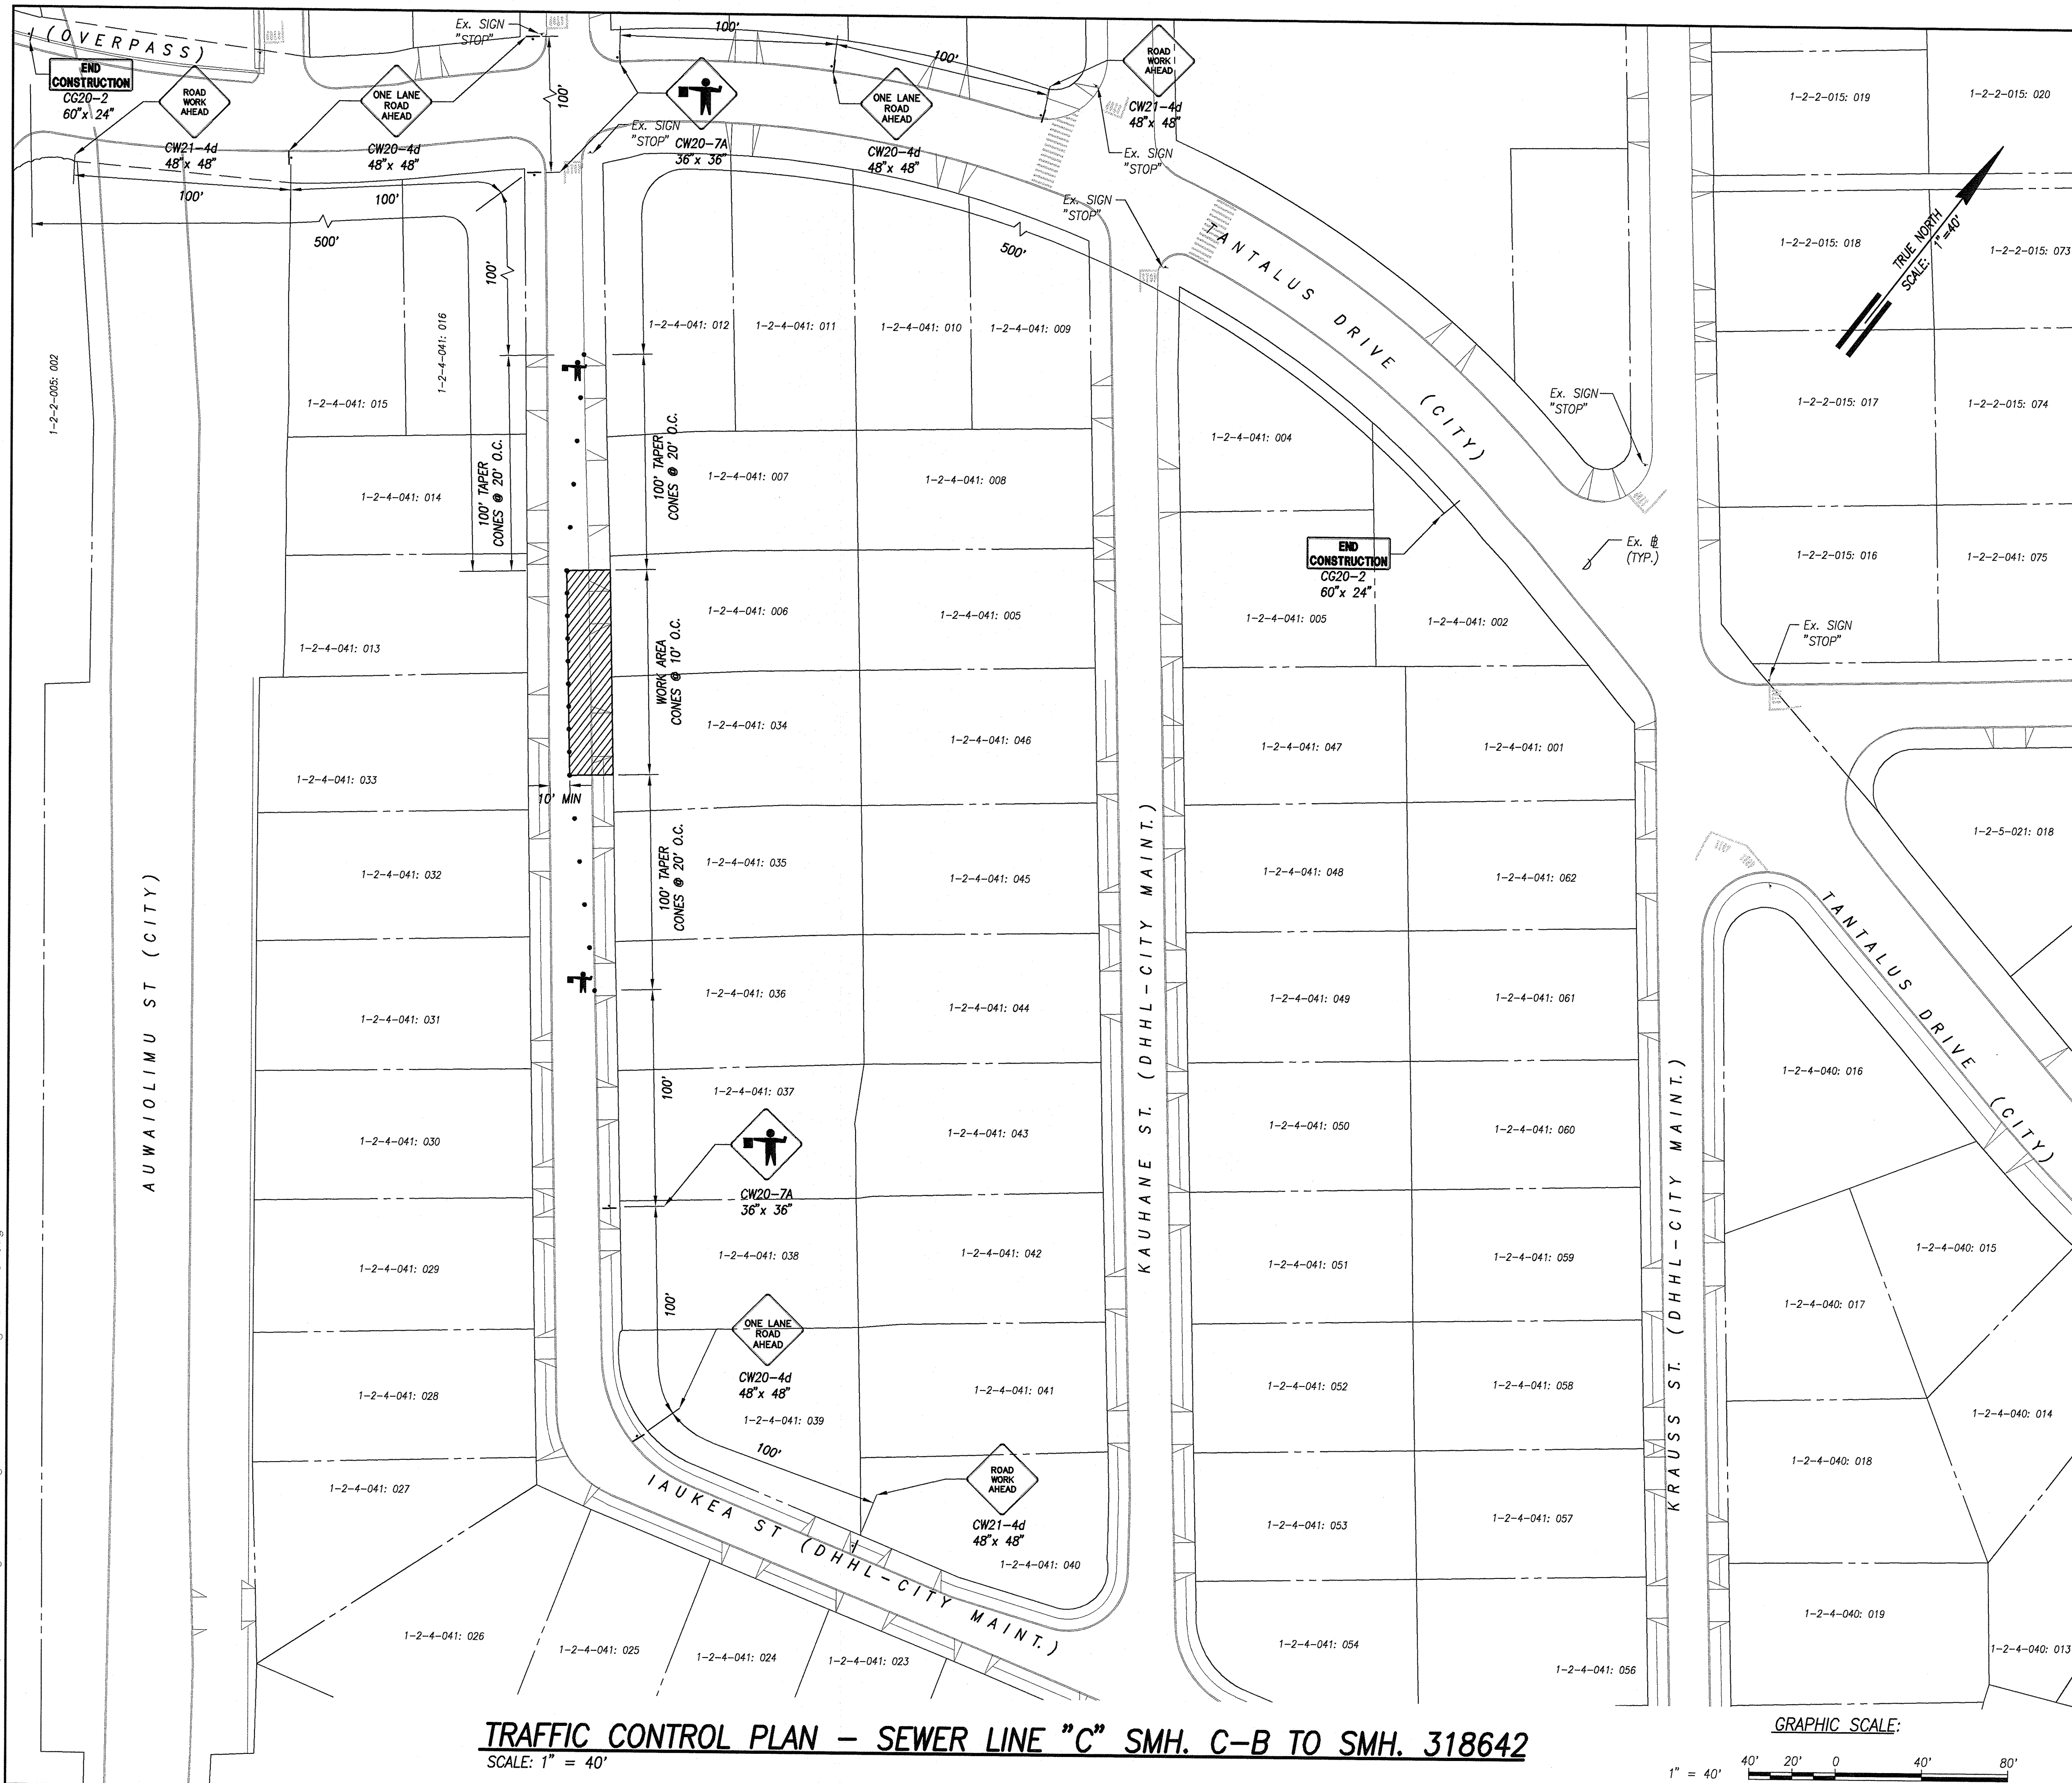 (OVERPASS)
END
CONSTRUCTION
CG20-2
60"x 24"
ROAD
WORK
AHEAD
CW21-4d
48"x 48"
ONE LANE
ROAD
AHEAD
CW20-4d
48"x 48"
Ex. SIGN
"STOP"
100'
Ex. SIGN
"STOP"
CW20-7A
36"x 36"
100'
100'
ONE LANE
ROAD
AHEAD
CW20-4d
48"x 48"
ROAD
WORK
AHEAD
CW21-4d
48"x 48"
Ex. SIGN
"STOP"
Ex. SIGN
"STOP"
100'
100'
500'
100'
500'
TANTALUS DRIVE (CITY)
1-2-2-015: 019
1-2-2-015: 020
1-2-2-015: 018
1-2-2-015: 073
TRUE NORTH
SCALE: 1"=40'
1-2-2-005: 002
1-2-4-041: 015
1-2-4-041: 016
1-2-4-041: 012
1-2-4-041: 011
1-2-4-041: 010
1-2-4-041: 009
1-2-4-041: 004
Ex. SIGN
"STOP"
1-2-2-015: 017
1-2-2-015: 074
1-2-4-041: 014
100' TAPER
CONES @ 20' O.C.
100' TAPER
CONES @ 20' O.C.
1-2-4-041: 007
1-2-4-041: 008
END
CONSTRUCTION
CG20-2
60"x 24"
Ex. BL
(TYP.)
1-2-2-015: 016
1-2-2-041: 075
1-2-4-041: 013
1-2-4-041: 006
1-2-4-041: 005
1-2-4-041: 005
1-2-4-041: 002
Ex. SIGN
"STOP"
WORK AREA
CONES @ 10' O.C.
1-2-4-041: 033
10' MIN
1-2-4-041: 034
1-2-4-041: 046
1-2-4-041: 047
1-2-4-041: 001
1-2-4-041: 032
100' TAPER
CONES @ 20' O.C.
1-2-4-041: 035
1-2-4-041: 045
1-2-4-041: 048
1-2-4-041: 062
1-2-5-021: 018
AUWAIOLIMU ST (CITY)
KAUHANE ST. (DHHL-CITY MAINT.)
KRAUSS ST. (DHHL-CITY MAINT.)
TANTALUS DRIVE (CITY)
1-2-4-041: 031
1-2-4-041: 036
1-2-4-041: 044
1-2-4-041: 049
1-2-4-041: 061
1-2-4-040: 016
1-2-4-041: 030
100'
1-2-4-041: 037
1-2-4-041: 043
1-2-4-041: 050
1-2-4-041: 060
CW20-7A
36"x 36"
1-2-4-041: 029
1-2-4-041: 038
1-2-4-041: 042
1-2-4-041: 051
1-2-4-041: 059
1-2-4-040: 015
1-2-4-040: 017
100'
ONE LANE
ROAD
AHEAD
CW20-4d
48"x 48"
1-2-4-041: 028
1-2-4-041: 039
1-2-4-041: 041
1-2-4-041: 052
1-2-4-041: 058
1-2-4-040: 014
100'
ROAD
WORK
AHEAD
CW21-4d
48"x 48"
1-2-4-041: 027
1-2-4-041: 040
1-2-4-041: 053
1-2-4-041: 057
1-2-4-040: 018
IAUKEA ST (DHHL-CITY MAINT.)
1-2-4-041: 026
1-2-4-041: 025
1-2-4-041: 024
1-2-4-041: 023
1-2-4-041: 054
1-2-4-041: 056
1-2-4-040: 019
1-2-4-040: 013
TRAFFIC CONTROL PLAN – SEWER LINE "C" SMH. C-B TO SMH. 318642
SCALE: 1" = 40'
GRAPHIC SCALE:
1" = 40'
40' 20' 0 40' 80'